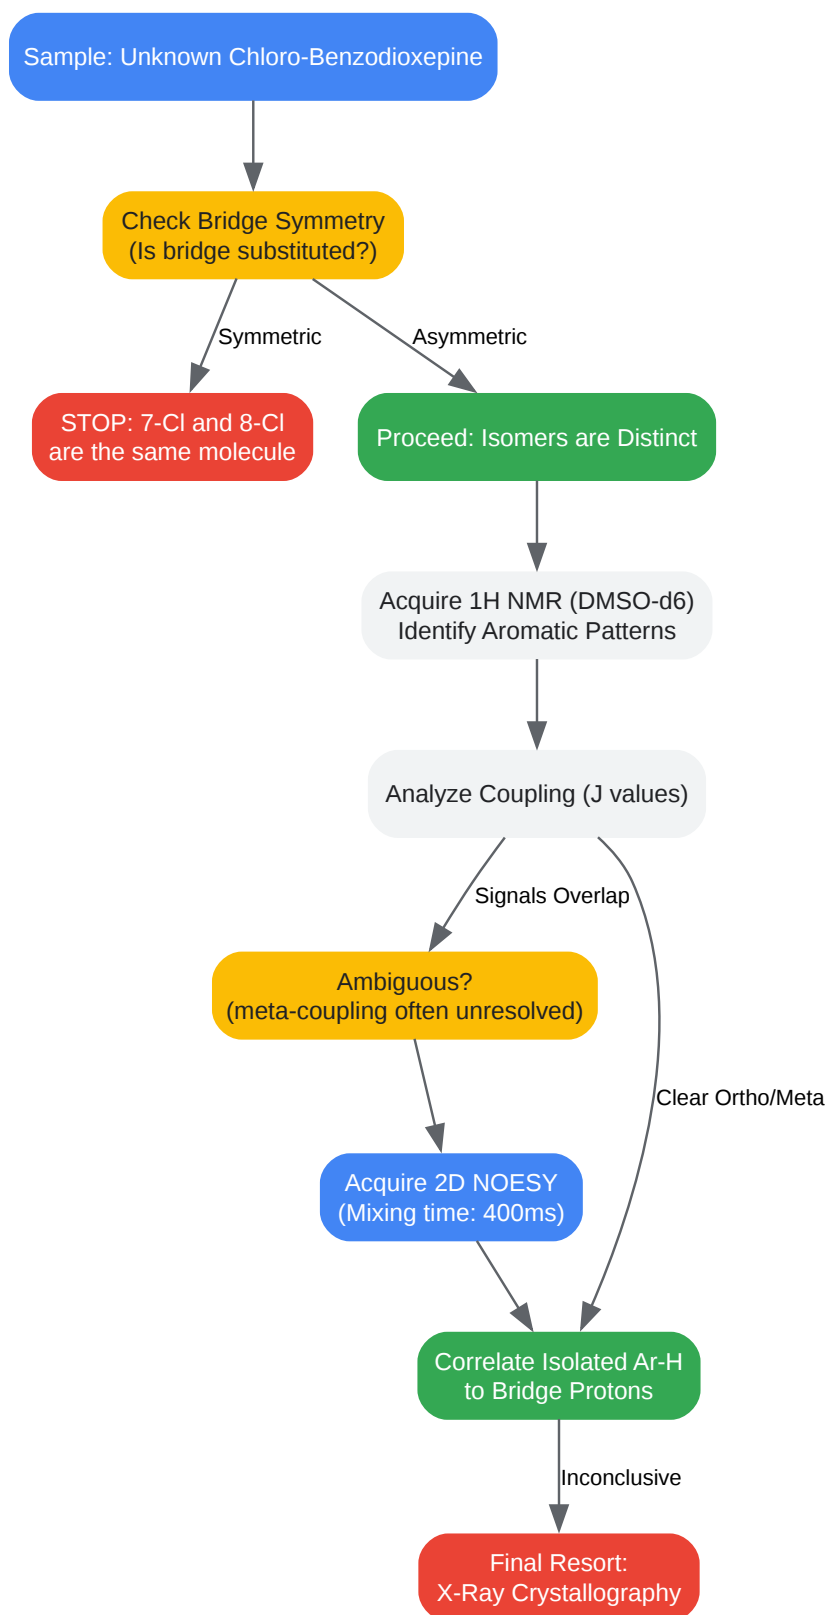 Sample: Unknown Chloro-Benzodioxepine
Check Bridge Symmetry
(Is bridge substituted?)
Symmetric
Asymmetric
STOP: 7-Cl and 8-Cl
are the same molecule
Proceed: Isomers are Distinct
Acquire 1H NMR (DMSO-d6)
Identify Aromatic Patterns
Analyze Coupling (J values)
Signals Overlap
Ambiguous?
(meta-coupling often unresolved)
Clear Ortho/Meta
Acquire 2D NOESY
(Mixing time: 400ms)
Correlate Isolated Ar-H
to Bridge Protons
Inconclusive
Final Resort:
X-Ray Crystallography